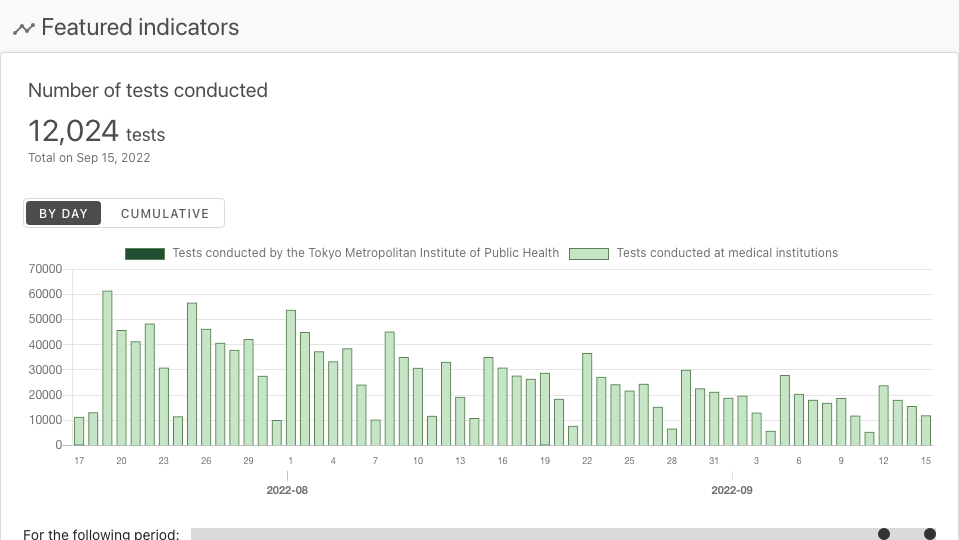 Featured indicators
Number of tests conducted
12,024 tests
Total on Sep 15, 2022
BY DAY CUMULATIVE
Tests conducted by the Tokyo Metropolitan Institute of Public Health Tests conducted at medical institutions
70000
60000
50000
40000
30000
20000
10000
0
17 20 23 26 29 1 4 7 10 13 16 19 22 25 28 31 3 6 9 12 15
2022-08 2022-09
For the following period: